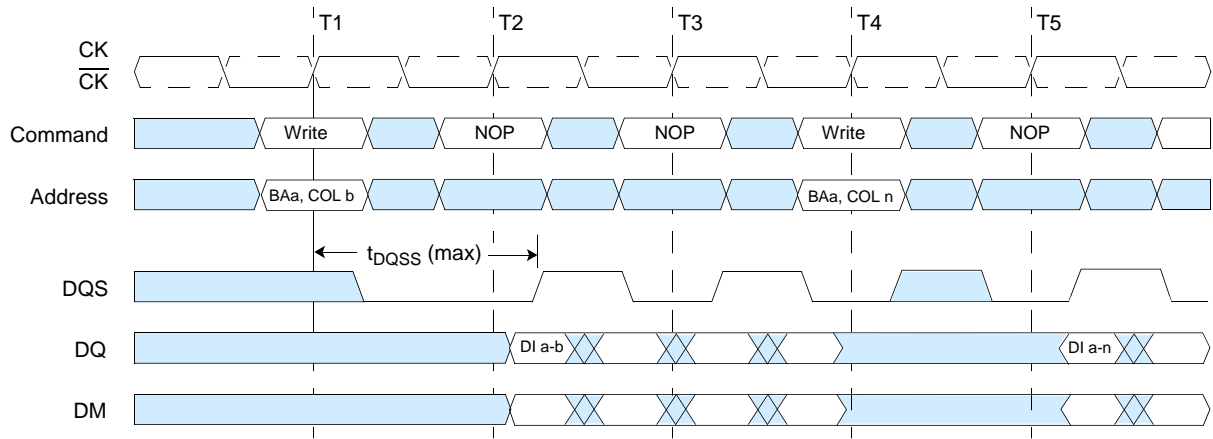 T1 T2 T3 T4 T5
CK
C̅K̅
Command Write NOP NOP Write NOP
Address BAa, COL b BAa, COL n
tDQSS (max)
DQS
DQ DI a-b DI a-n
DM